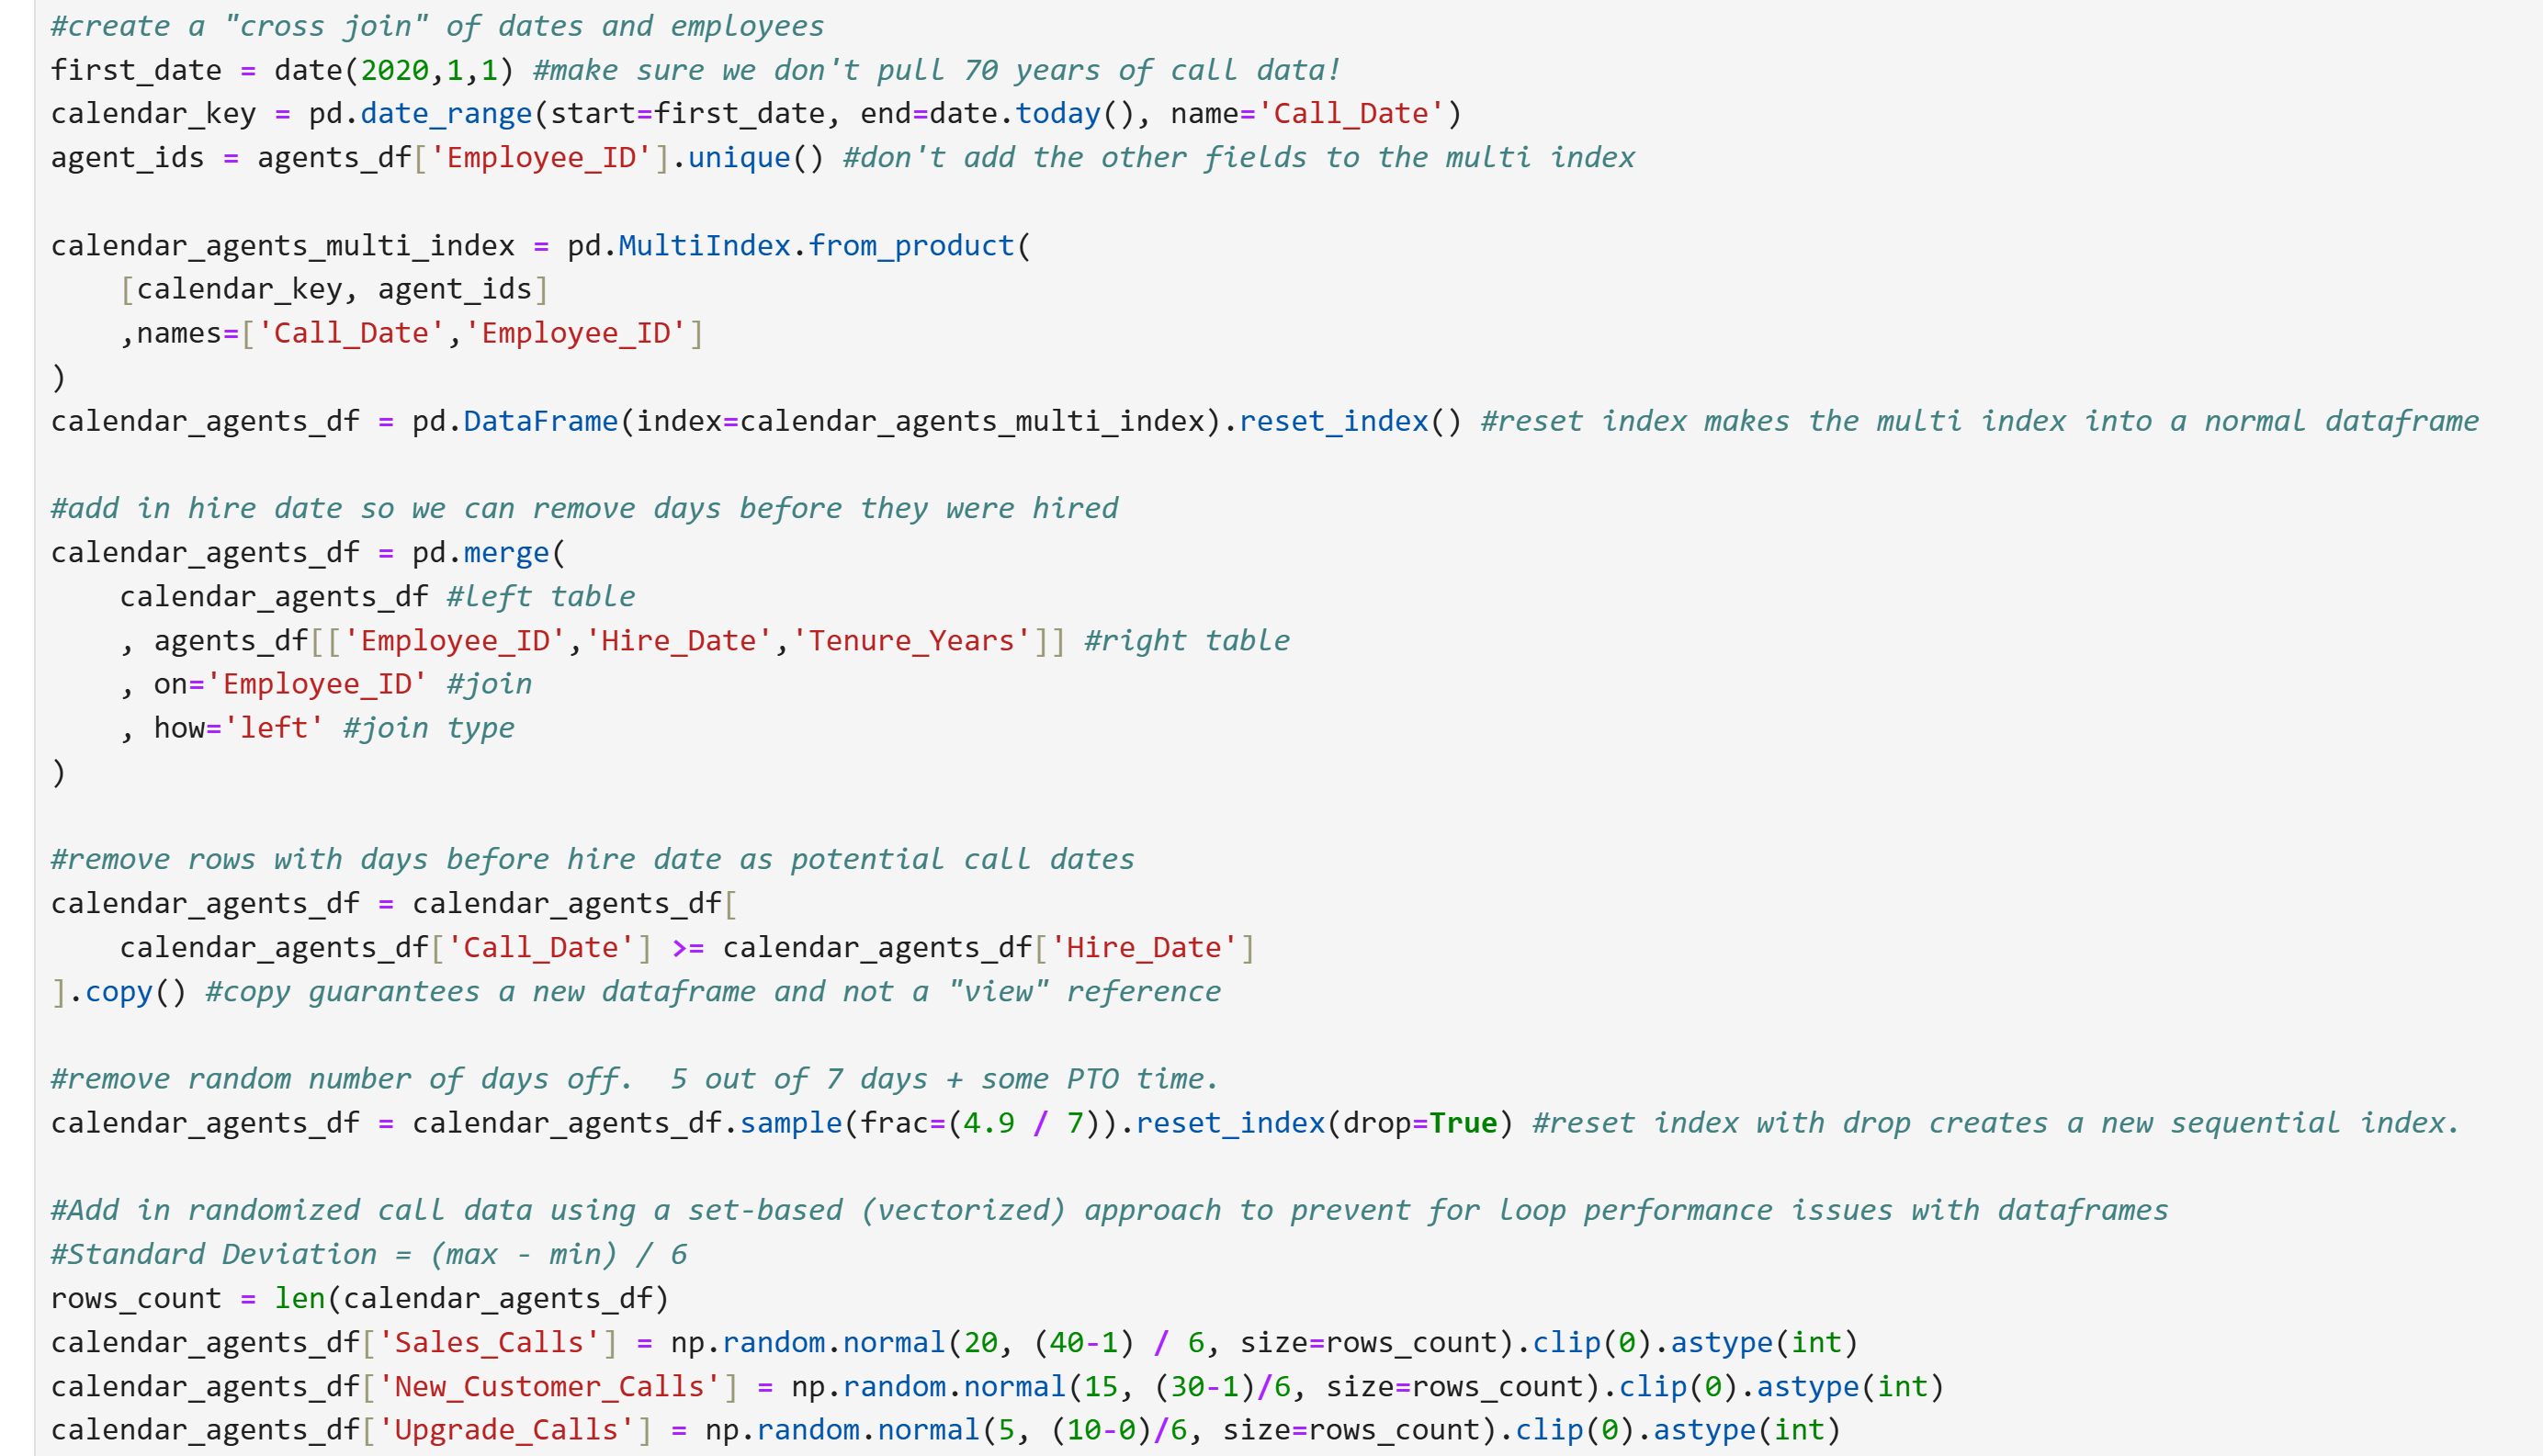 #create a "cross join" of dates and employees
first_date = date(2020,1,1) #make sure we don't pull 70 years of call data!
calendar_key = pd.date_range(start=first_date, end=date.today(), name='Call_Date')
agent_ids = agents_df['Employee_ID'].unique() #don't add the other fields to the multi index

calendar_agents_multi_index = pd.MultiIndex.from_product(
    [calendar_key, agent_ids]
    ,names=['Call_Date','Employee_ID']
)
calendar_agents_df = pd.DataFrame(index=calendar_agents_multi_index).reset_index() #reset index makes the multi index into a normal dataframe

#add in hire date so we can remove days before they were hired
calendar_agents_df = pd.merge(
    calendar_agents_df #left table
    , agents_df[['Employee_ID','Hire_Date','Tenure_Years']] #right table
    , on='Employee_ID' #join
    , how='left' #join type
)

#remove rows with days before hire date as potential call dates
calendar_agents_df = calendar_agents_df[
    calendar_agents_df['Call_Date'] >= calendar_agents_df['Hire_Date']
].copy() #copy guarantees a new dataframe and not a "view" reference

#remove random number of days off.  5 out of 7 days + some PTO time.
calendar_agents_df = calendar_agents_df.sample(frac=(4.9 / 7)).reset_index(drop=True) #reset index with drop creates a new sequential index.

#Add in randomized call data using a set-based (vectorized) approach to prevent for loop performance issues with dataframes
#Standard Deviation = (max - min) / 6
rows_count = len(calendar_agents_df)
calendar_agents_df['Sales_Calls'] = np.random.normal(20, (40-1) / 6, size=rows_count).clip(0).astype(int)
calendar_agents_df['New_Customer_Calls'] = np.random.normal(15, (30-1)/6, size=rows_count).clip(0).astype(int)
calendar_agents_df['Upgrade_Calls'] = np.random.normal(5, (10-0)/6, size=rows_count).clip(0).astype(int)